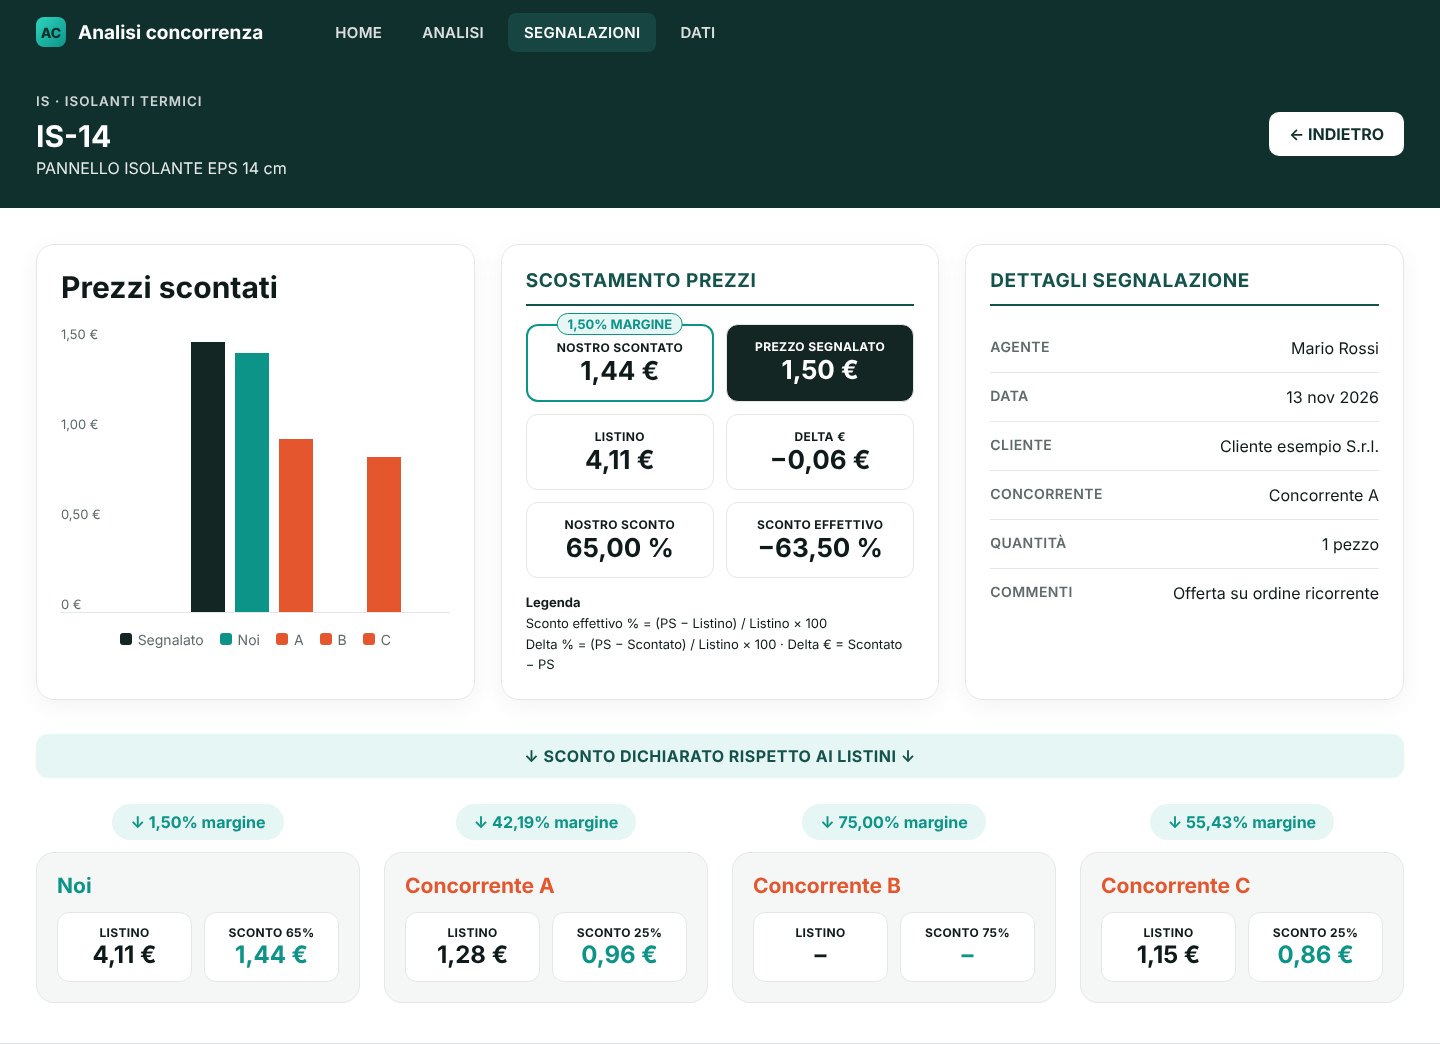 AC Analisi concorrenza HOME ANALISI SEGNALAZIONI DATI
IS · ISOLANTI TERMICI
IS-14
PANNELLO ISOLANTE EPS 14 cm
← INDIETRO
Prezzi scontati
1,50 €
1,00 €
0,50 €
0 €
Segnalato Noi A B C
SCOSTAMENTO PREZZI
1,50% MARGINE
NOSTRO SCONTATO
1,44 €
PREZZO SEGNALATO
1,50 €
LISTINO
4,11 €
DELTA €
−0,06 €
NOSTRO SCONTO
65,00 %
SCONTO EFFETTIVO
−63,50 %
Legenda
Sconto effettivo % = (PS − Listino) / Listino × 100
Delta % = (PS − Scontato) / Listino × 100 · Delta € = Scontato
− PS
DETTAGLI SEGNALAZIONE
AGENTE Mario Rossi
DATA 13 nov 2026
CLIENTE Cliente esempio S.r.l.
CONCORRENTE Concorrente A
QUANTITÀ 1 pezzo
COMMENTI Offerta su ordine ricorrente
↓ SCONTO DICHIARATO RISPETTO AI LISTINI ↓
↓ 1,50% margine
Noi
LISTINO
4,11 €
SCONTO 65%
1,44 €
↓ 42,19% margine
Concorrente A
LISTINO
1,28 €
SCONTO 25%
0,96 €
↓ 75,00% margine
Concorrente B
LISTINO
–
SCONTO 75%
–
↓ 55,43% margine
Concorrente C
LISTINO
1,15 €
SCONTO 25%
0,86 €